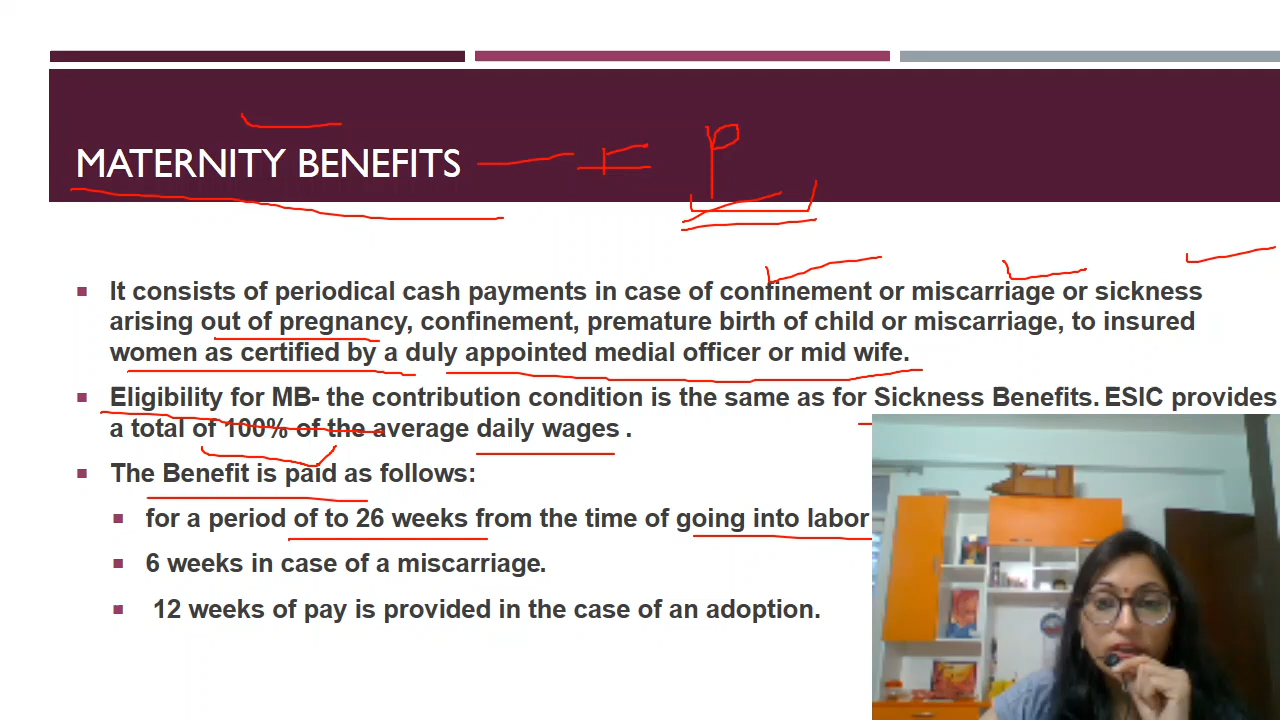 MATERNITY BENEFITS
P
It consists of periodical cash payments in case of confinement or miscarriage or sickness
arising out of pregnancy, confinement, premature birth of child or miscarriage, to insured
women as certified by a duly appointed medial officer or mid wife.
Eligibility for MB- the contribution condition is the same as for Sickness Benefits. ESIC provides
a total of 100% of the average daily wages .
The Benefit is paid as follows:
for a period of to 26 weeks from the time of going into labor
6 weeks in case of a miscarriage.
12 weeks of pay is provided in the case of an adoption.